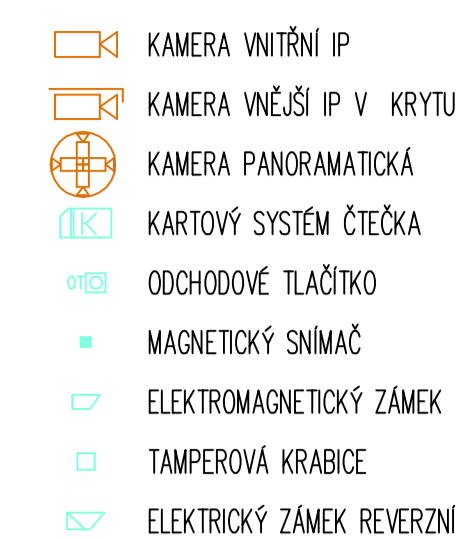 KAMERA VNITŘNÍ IP
KAMERA VNĚJŠÍ IP V KRYTU
KAMERA PANORAMATICKÁ
K KARTOVÝ SYSTÉM ČTEČKA
OT ODCHODOVÉ TLAČÍTKO
MAGNETICKÝ SNÍMAČ
ELEKTROMAGNETICKÝ ZÁMEK
TAMPEROVÁ KRABICE
ELEKTRICKÝ ZÁMEK REVERZNÍ